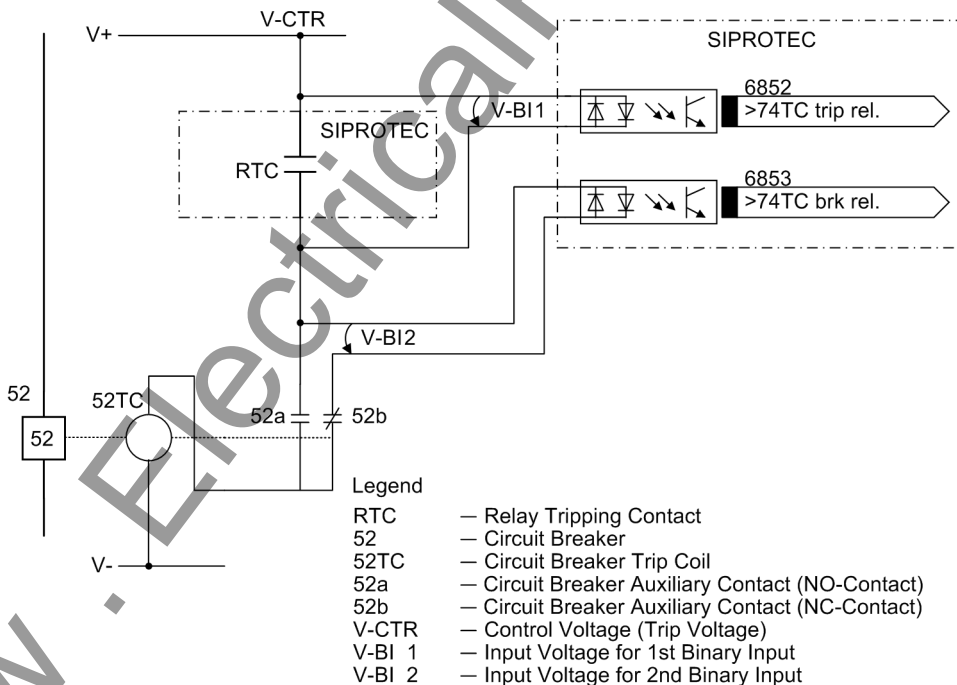 V-CTR
V+
SIPROTEC
6852
>74TC trip rel.
V-BI1
SIPROTEC
RTC
6853
>74TC brk rel.
V-BI2
52
52TC
52a
52b
52
V-
Legend
RTC — Relay Tripping Contact
52 — Circuit Breaker
52TC — Circuit Breaker Trip Coil
52a — Circuit Breaker Auxiliary Contact (NO-Contact)
52b — Circuit Breaker Auxiliary Contact (NC-Contact)
V-CTR — Control Voltage (Trip Voltage)
V-BI 1 — Input Voltage for 1st Binary Input
V-BI 2 — Input Voltage for 2nd Binary Input
w . Electrical